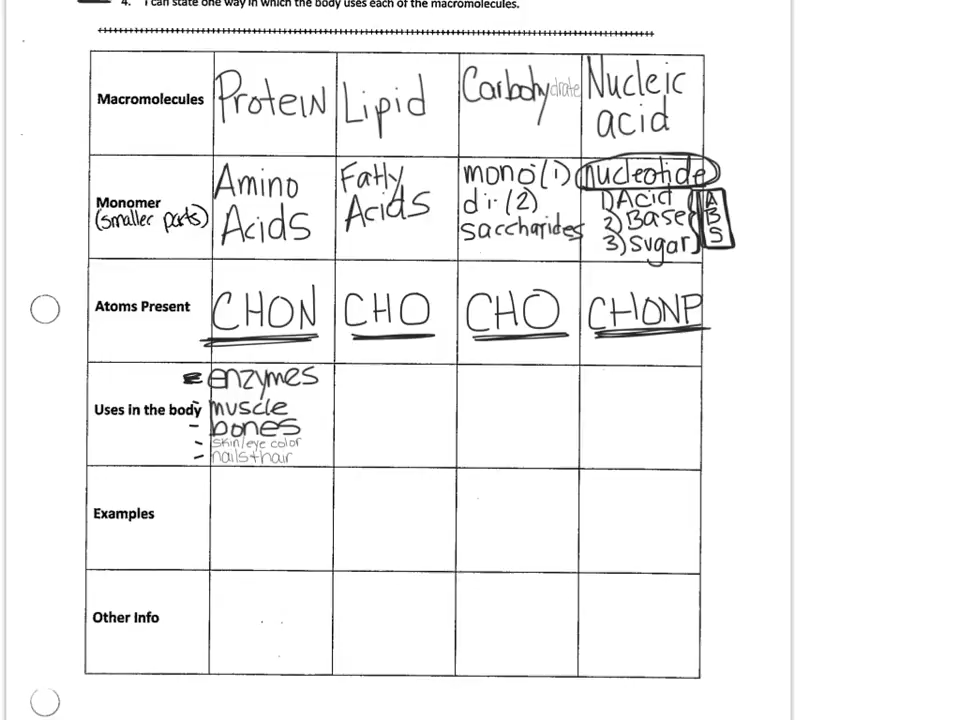 4. I can state one way in which the body uses each of the macromolecules.
Macromolecules
Protein
Lipid
Carbohydrate
Nucleic
acid
Monomer
(smaller parts)
Amino
Acids
Fatty
Acids
mono (1)
di (2)
saccharides
nucleotide
1) Acid
2) Base
3) Sugar
A
B
S
Atoms Present
CHON
CHO
CHO
CHONP
Uses in the body
- enzymes
- muscle
- bones
- skin/eye color
- nails+hair
Examples
Other Info